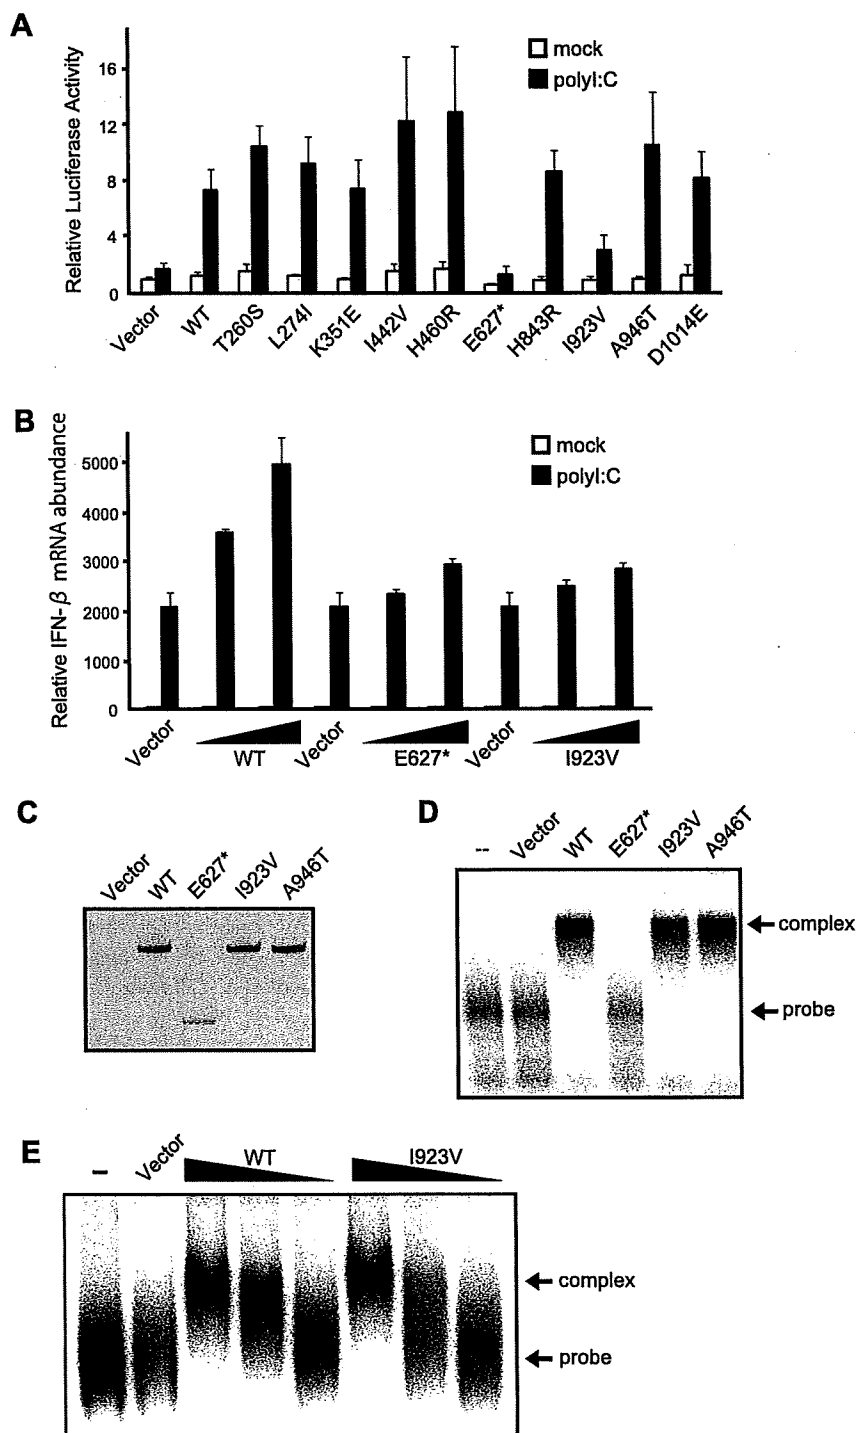 A
Relative Luciferase Activity
16
12
8
4
0
mock
polyI:C
Vector
WT
T260S
L274I
K351E
I442V
H460R
E627*
H843R
I923V
A946T
D1014E
B
Relative IFN-β mRNA abundance
5000
4000
3000
2000
1000
0
mock
polyI:C
Vector
WT
Vector
E627*
Vector
I923V
C
Vector
WT
E627*
I923V
A946T
D
--
Vector
WT
E627*
I923V
A946T
complex
probe
E
–
Vector
WT
I923V
complex
probe